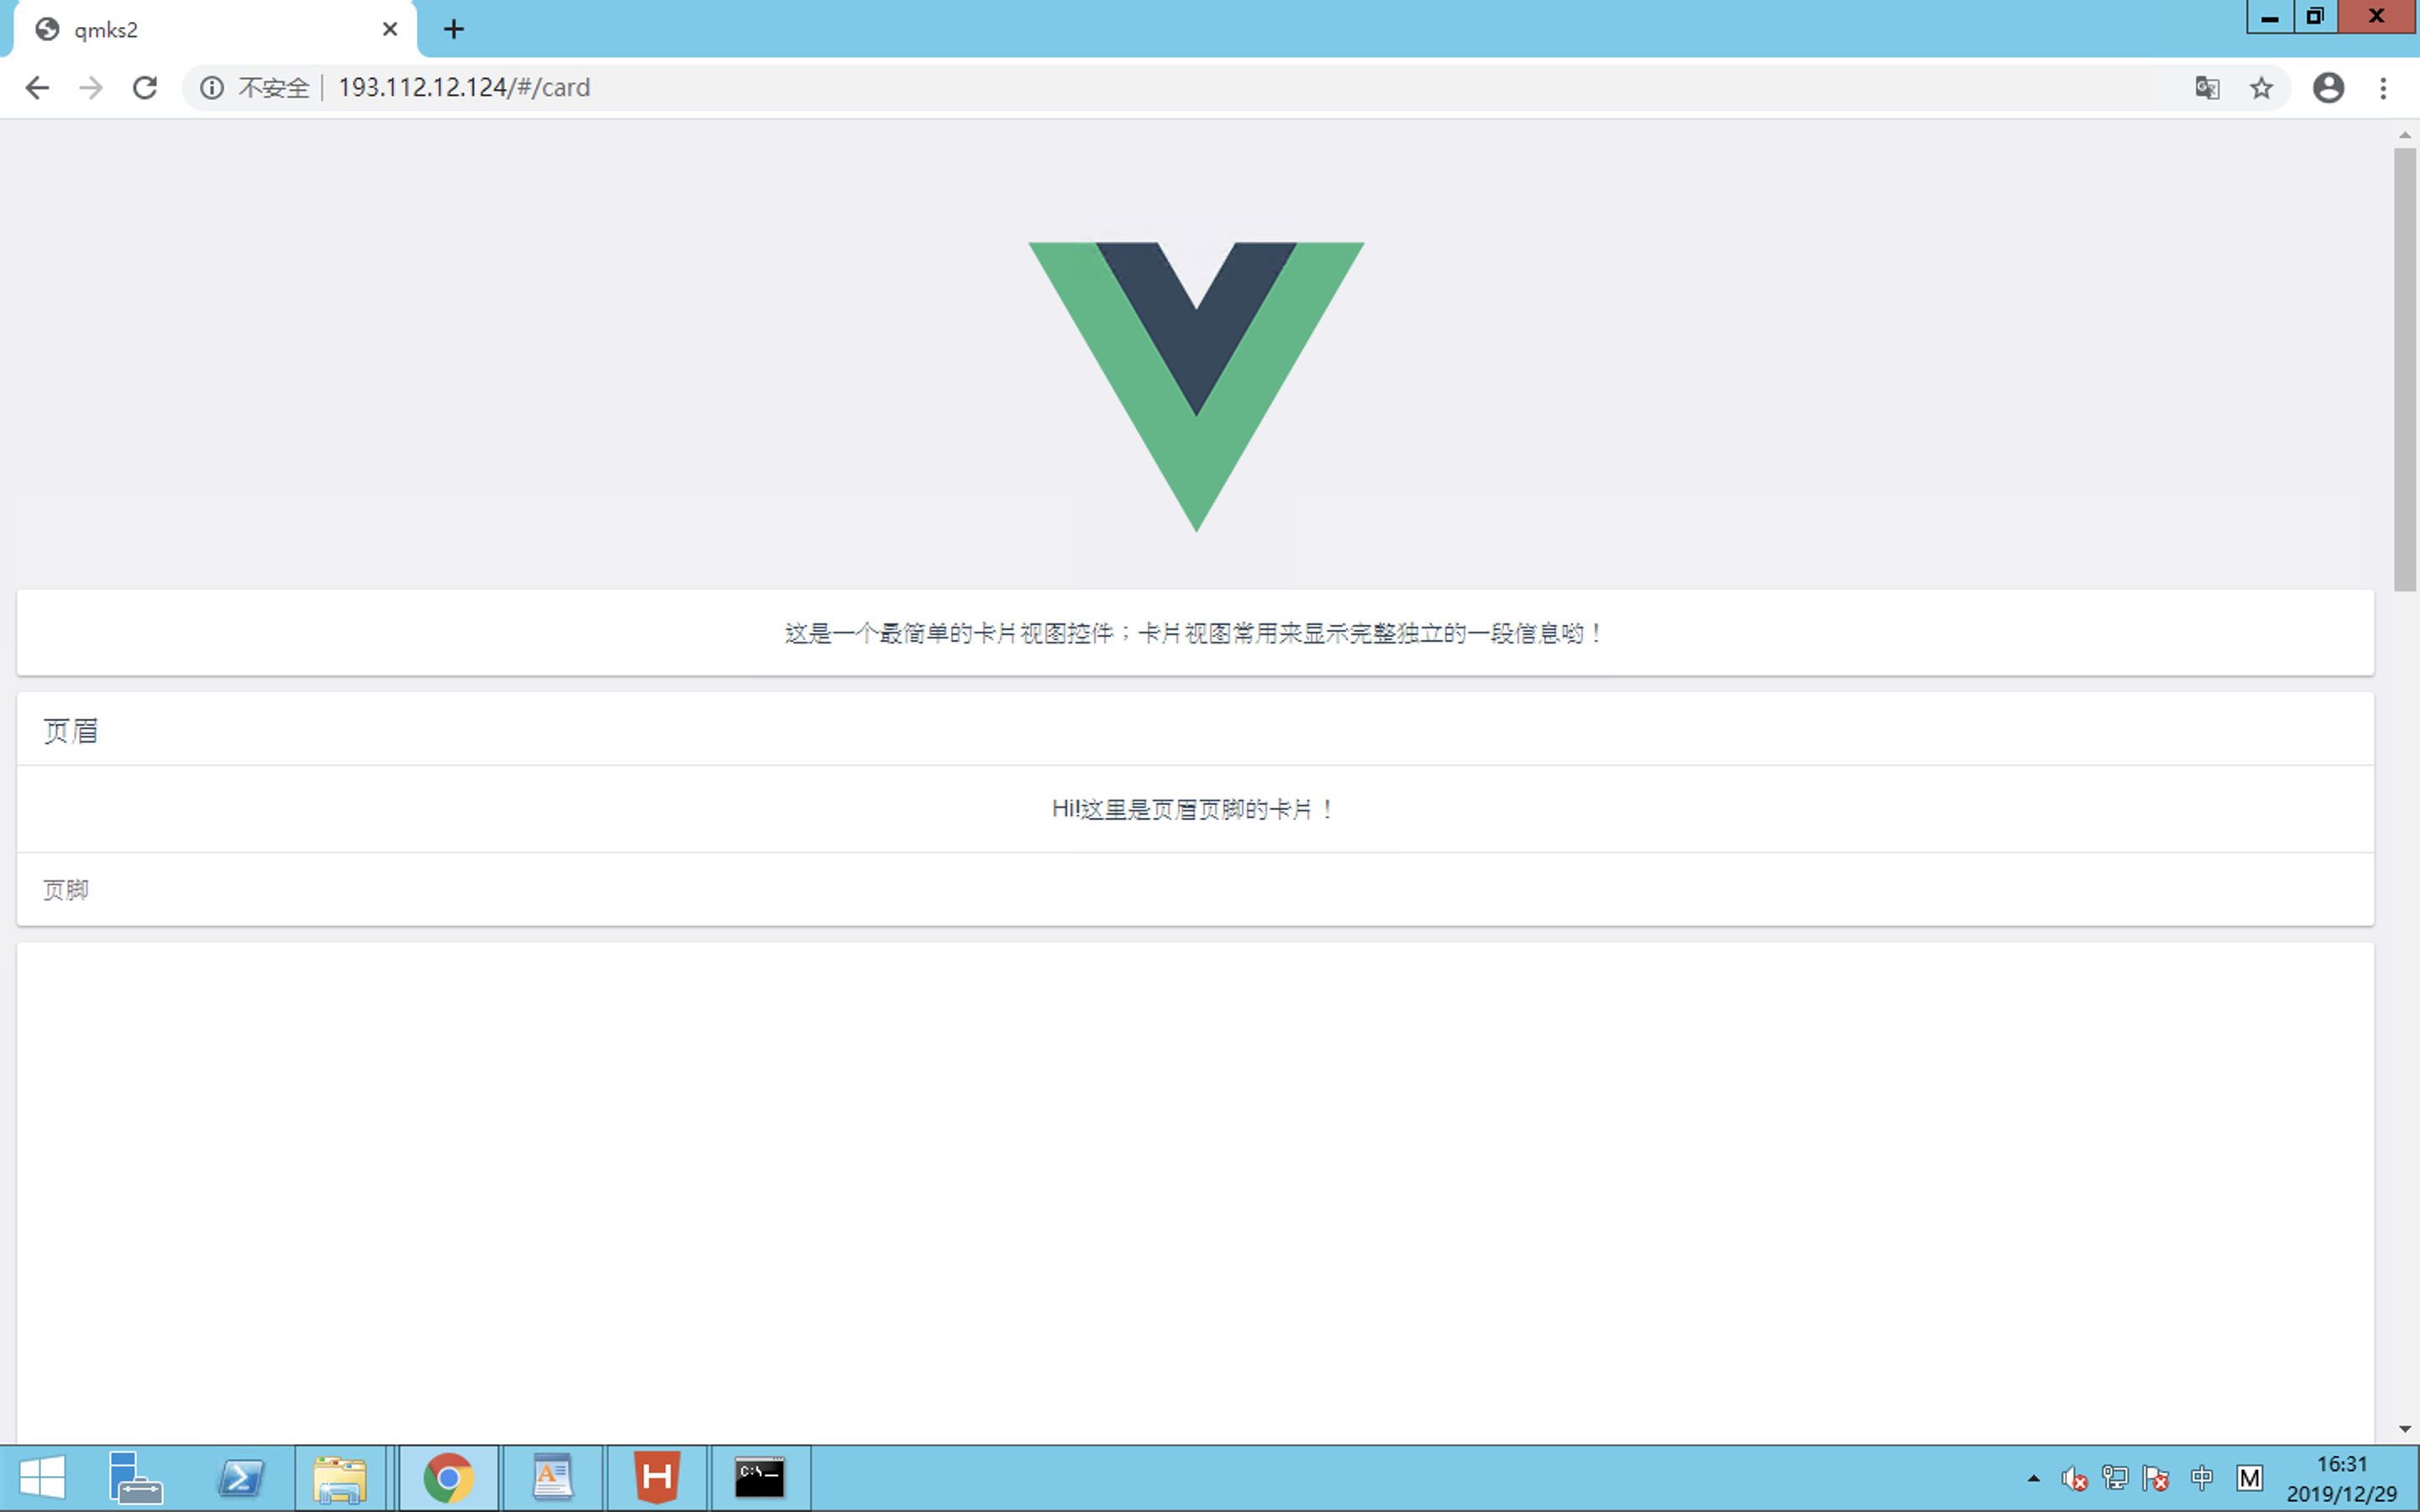 qmks2
不安全 193.112.12.124/#/card
这是一个最简单的卡片视图控件；卡片视图常用来显示完整独立的一段信息哟！
页眉
Hi!这里是页眉页脚的卡片！
页脚
C:\_
中 M 16:31
2019/12/29